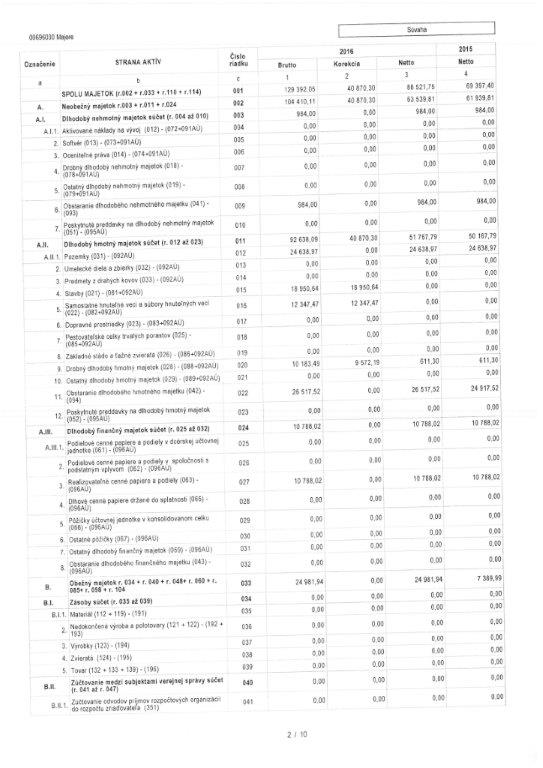 00696030 Majere
Súvaha
Označenie STRANA AKTÍV Číslo riadku 2016 2015
Brutto Korekcia Netto Netto
a b c 1 2 3 4
SPOLU MAJETOK (r.002 + r.033 + r.110 + r.114) 001 129 392,05 40 870,30 88 521,75 69 397,40
A. Neobežný majetok r.003 + r.011 + r.024 002 104 410,11 40 870,30 63 539,81 61 939,81
A.I. Dlhodobý nehmotný majetok súčet (r. 004 až 010) 003 984,00 0,00 984,00 984,00
A.I.1. Aktivované náklady na vývoj (012) - (072+091AÚ) 004 0,00 0,00 0,00 0,00
2. Softvér (013) - (073+091AÚ) 005 0,00 0,00 0,00 0,00
3. Oceniteľné práva (014) - (074+091AÚ) 006 0,00 0,00 0,00 0,00
4. Drobný dlhodobý nehmotný majetok (018) -
(078+091AÚ) 007 0,00 0,00 0,00 0,00
5. Ostatný dlhodobý nehmotný majetok (019) -
(079+091AÚ) 008 0,00 0,00 0,00 0,00
6. Obstaranie dlhodobého nehmotného majetku (041) -
(093) 009 984,00 0,00 984,00 984,00
7. Poskytnuté preddavky na dlhodobý nehmotný majetok
(051) - (095AÚ) 010 0,00 0,00 0,00 0,00
A.II. Dlhodobý hmotný majetok súčet (r. 012 až 023) 011 92 638,09 40 870,30 51 767,79 50 167,79
A.II.1. Pozemky (031) - (092AÚ) 012 24 638,97 0,00 24 638,97 24 638,97
2. Umelecké diela a zbierky (032) - (092AÚ) 013 0,00 0,00 0,00 0,00
3. Predmety z drahých kovov (033) - (092AÚ) 014 0,00 0,00 0,00 0,00
4. Stavby (021) - (081+092AÚ) 015 18 950,64 18 950,64 0,00 0,00
5. Samostatné hnuteľné veci a súbory hnuteľných vecí
(022) - (082+092AÚ) 016 12 347,47 12 347,47 0,00 0,00
6. Dopravné prostriedky (023) - (083+092AÚ) 017 0,00 0,00 0,00 0,00
7. Pestovateľské celky trvalých porastov (025) -
(085+092AÚ) 018 0,00 0,00 0,00 0,00
8. Základné stádo a ťažné zvieratá (026) - (086+092AÚ) 019 0,00 0,00 0,00 0,00
9. Drobný dlhodobý hmotný majetok (028) - (088+092AÚ) 020 10 183,49 9 572,19 611,30 611,30
10. Ostatný dlhodobý hmotný majetok (029) - (089+092AÚ) 021 0,00 0,00 0,00 0,00
11. Obstaranie dlhodobého hmotného majetku (042) -
(094) 022 26 517,52 0,00 26 517,52 24 917,52
12. Poskytnuté preddavky na dlhodobý hmotný majetok
(052) - (095AÚ) 023 0,00 0,00 0,00 0,00
A.III. Dlhodobý finančný majetok súčet (r. 025 až 032) 024 10 788,02 0,00 10 788,02 10 788,02
A.III.1. Podielové cenné papiere a podiely v dcérskej účtovnej
jednotke (061) - (096AÚ) 025 0,00 0,00 0,00 0,00
2. Podielové cenné papiere a podiely v spoločnosti s
podstatným vplyvom (062) - (096AÚ) 026 0,00 0,00 0,00 0,00
3. Realizovateľné cenné papiere a podiely (063) -
(096AÚ) 027 10 788,02 0,00 10 788,02 10 788,02
4. Dlhové cenné papiere držané do splatnosti (065) -
(096AÚ) 028 0,00 0,00 0,00 0,00
5. Pôžičky účtovnej jednotke v konsolidovanom celku
(066) - (096AÚ) 029 0,00 0,00 0,00 0,00
6. Ostatné pôžičky (067) - (096AÚ) 030 0,00 0,00 0,00 0,00
7. Ostatný dlhodobý finančný majetok (069) - (096AÚ) 031 0,00 0,00 0,00 0,00
8. Obstaranie dlhodobého finančného majetku (043) -
(096AÚ) 032 0,00 0,00 0,00 0,00
B. Obežný majetok r. 034 + r. 040 + r. 048+ r. 060 + r.
085+ r. 098 + r. 104 033 24 981,94 0,00 24 981,94 7 389,99
B.I. Zásoby súčet (r. 035 až 039) 034 0,00 0,00 0,00 0,00
B.I.1. Materiál (112 + 119) - (191) 035 0,00 0,00 0,00 0,00
2. Nedokončená výroba a polotovary (121 + 122) - (192 +
193) 036 0,00 0,00 0,00 0,00
3. Výrobky (123) - (194) 037 0,00 0,00 0,00 0,00
4. Zvieratá (124) - (195) 038 0,00 0,00 0,00 0,00
5. Tovar (132 + 133 + 139) - (196) 039 0,00 0,00 0,00 0,00
B.II. Zúčtovanie medzi subjektami verejnej správy súčet
(r. 041 až r. 047) 040 0,00 0,00 0,00 0,00
B.II.1. Zúčtovanie odvodov príjmov rozpočtových organizácií
do rozpočtu zriaďovateľa (351) 041 0,00 0,00 0,00 0,00
2 / 10